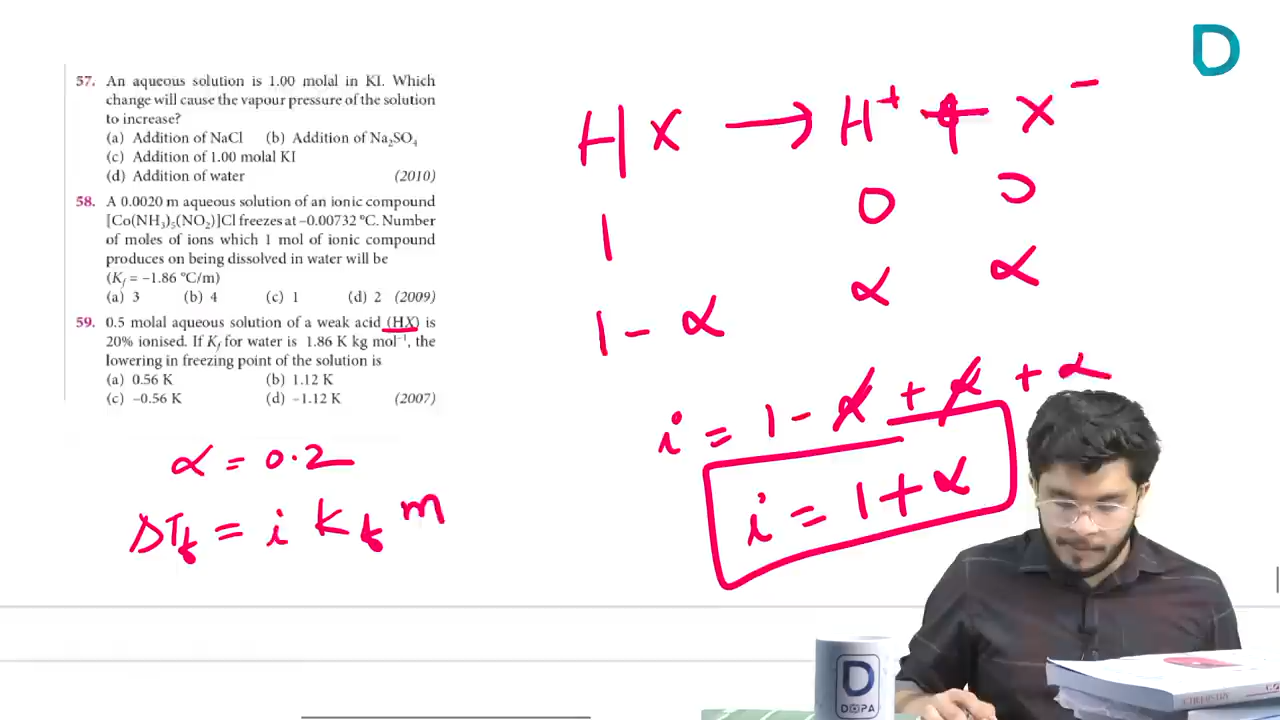 D
57. An aqueous solution is 1.00 molal in KI. Which
change will cause the vapour pressure of the solution
to increase?
(a) Addition of NaCl (b) Addition of Na₂SO₄
(c) Addition of 1.00 molal KI
(d) Addition of water (2010)
58. A 0.0020 m aqueous solution of an ionic compound
[Co(NH₃)₅(NO₂)]Cl freezes at –0.00732 °C. Number
of moles of ions which 1 mol of ionic compound
produces on being dissolved in water will be
(K_f = –1.86 °C/m)
(a) 3 (b) 4 (c) 1 (d) 2 (2009)
59. 0.5 molal aqueous solution of a weak acid (HX) is
20% ionised. If K_f for water is 1.86 K kg mol⁻¹, the
lowering in freezing point of the solution is
(a) 0.56 K (b) 1.12 K
(c) –0.56 K (d) –1.12 K (2007)
α = 0.2
ΔT_f = i K_f m
HX → H⁺ + X⁻
1 0 0
1 - α α α
i = 1 - α + α + α
i = 1 + α
D
DOPA
CHEMISTRY